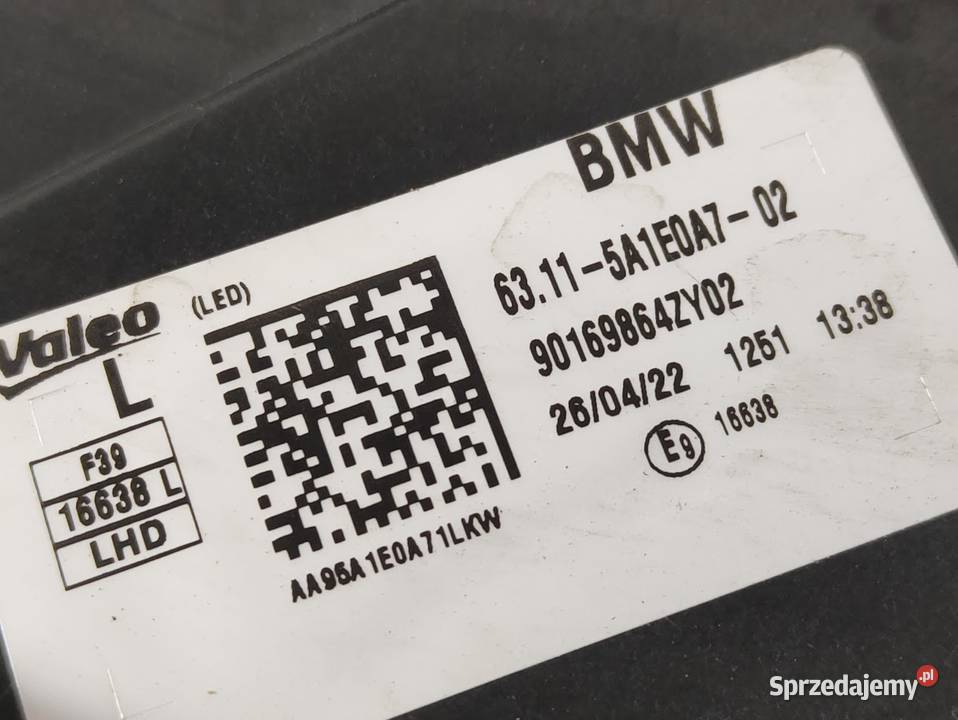 BMW
63.11-5A1E0A7-02
90169864ZY02
26/04/22 1251 13:38
E9 16638
Valeo (LED)
L
F39
16638 L
LHD
AA95A1E0A71LKW
Sprzedajemy.pl